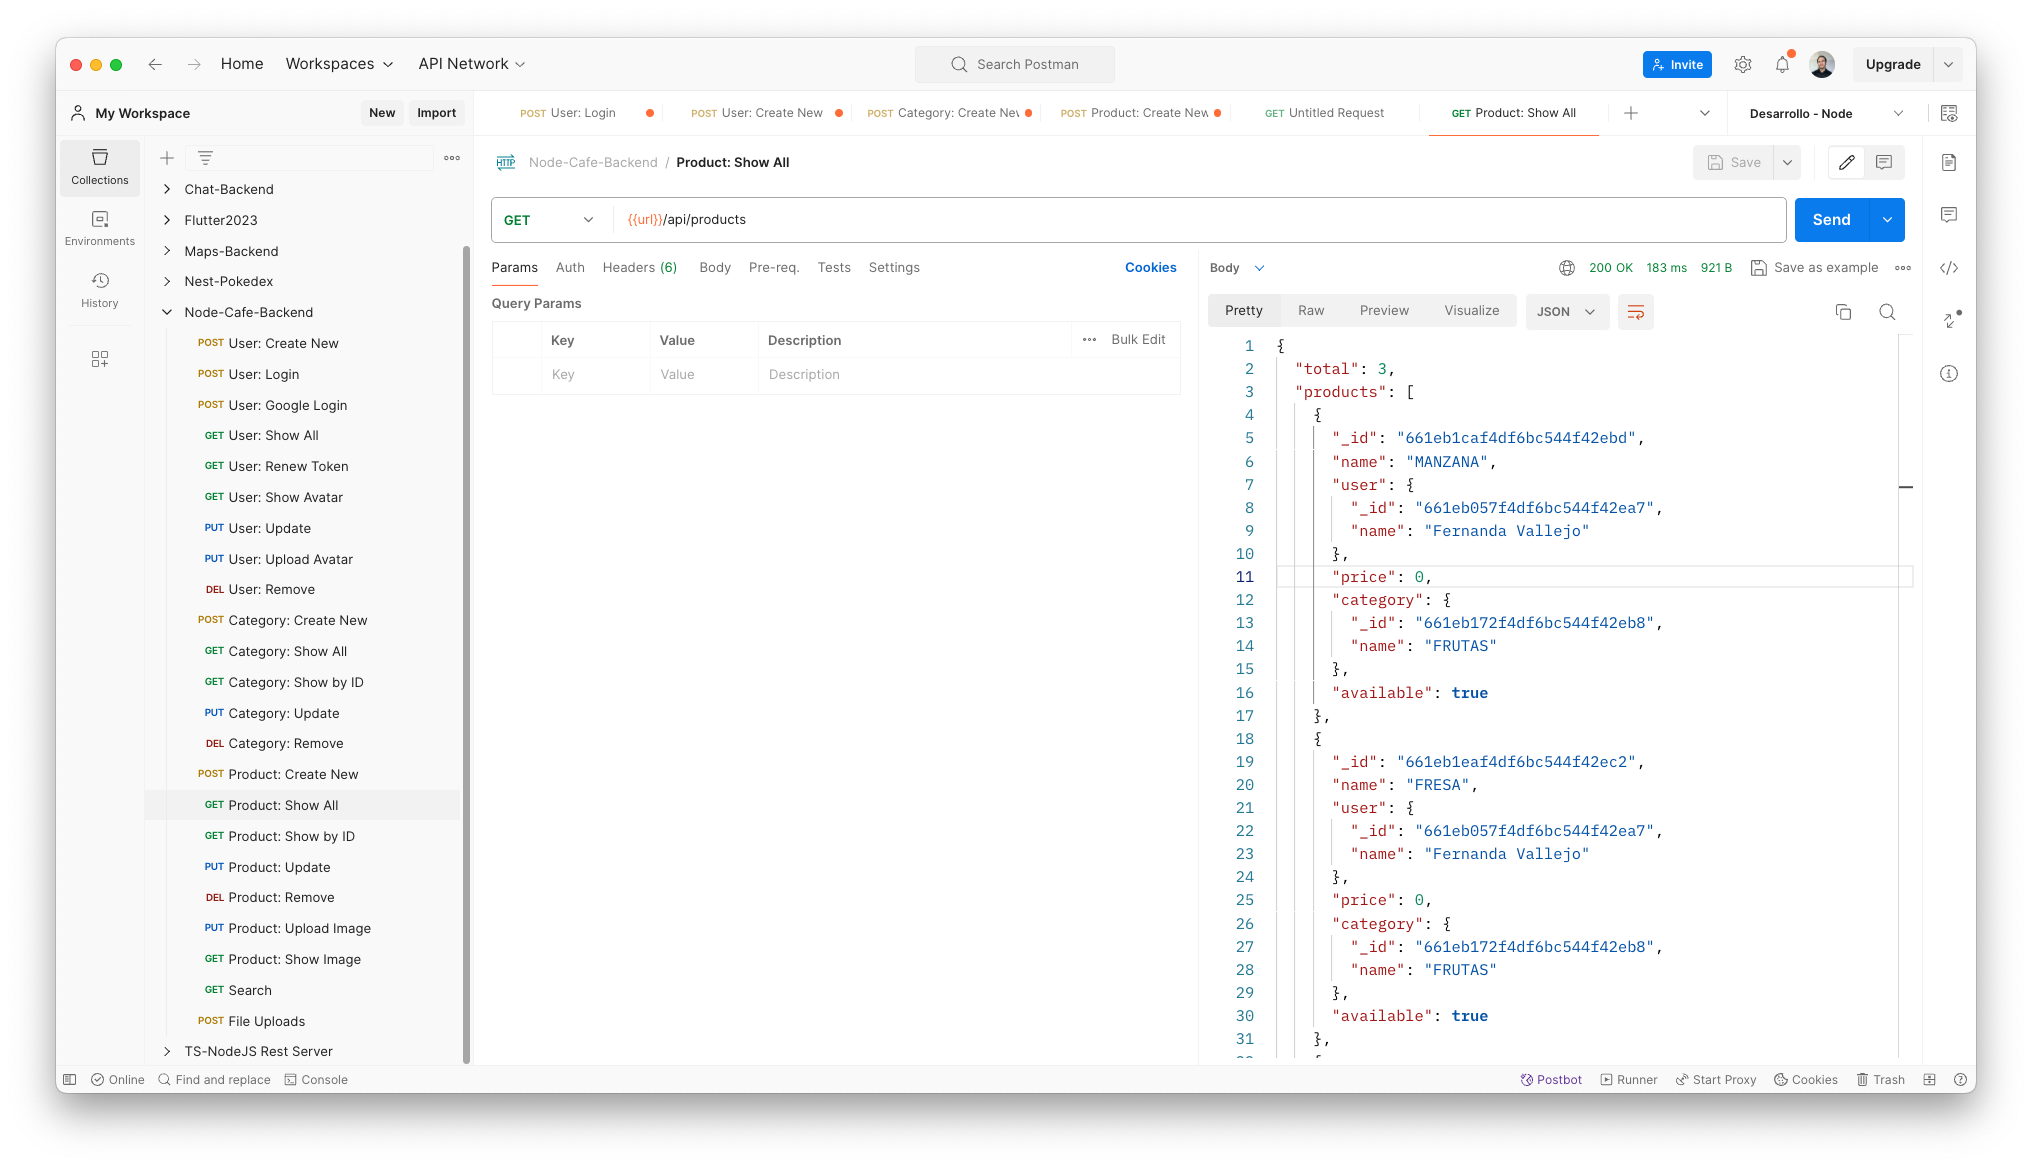 Home
Workspaces
API Network
Search Postman
Invite
Upgrade
My Workspace
New
Import
POST User: Login
POST User: Create New
POST Category: Create Nev
POST Product: Create New
GET Untitled Request
GET Product: Show All
Desarrollo - Node
Collections
Environments
History
Chat-Backend
Flutter2023
Maps-Backend
Nest-Pokedex
Node-Cafe-Backend
POST User: Create New
POST User: Login
POST User: Google Login
GET User: Show All
GET User: Renew Token
GET User: Show Avatar
PUT User: Update
PUT User: Upload Avatar
DEL User: Remove
POST Category: Create New
GET Category: Show All
GET Category: Show by ID
PUT Category: Update
DEL Category: Remove
POST Product: Create New
GET Product: Show All
GET Product: Show by ID
PUT Product: Update
DEL Product: Remove
PUT Product: Upload Image
GET Product: Show Image
GET Search
POST File Uploads
TS-NodeJS Rest Server
HTTP Node-Cafe-Backend / Product: Show All
Save
GET
{{url}}/api/products
Send
Params Auth Headers (6) Body Pre-req. Tests Settings
Cookies
Query Params
Key Value Description
Bulk Edit
Key Value Description
Body
200 OK 183 ms 921 B
Save as example
Pretty Raw Preview Visualize
JSON
1 {
2 "total": 3,
3 "products": [
4 {
5 "_id": "661eb1caf4df6bc544f42ebd",
6 "name": "MANZANA",
7 "user": {
8 "_id": "661eb057f4df6bc544f42ea7",
9 "name": "Fernanda Vallejo"
10 },
11 "price": 0,
12 "category": {
13 "_id": "661eb172f4df6bc544f42eb8",
14 "name": "FRUTAS"
15 },
16 "available": true
17 },
18 {
19 "_id": "661eb1eaf4df6bc544f42ec2",
20 "name": "FRESA",
21 "user": {
22 "_id": "661eb057f4df6bc544f42ea7",
23 "name": "Fernanda Vallejo"
24 },
25 "price": 0,
26 "category": {
27 "_id": "661eb172f4df6bc544f42eb8",
28 "name": "FRUTAS"
29 },
30 "available": true
31 },
Online
Find and replace
Console
Postbot
Runner
Start Proxy
Cookies
Trash